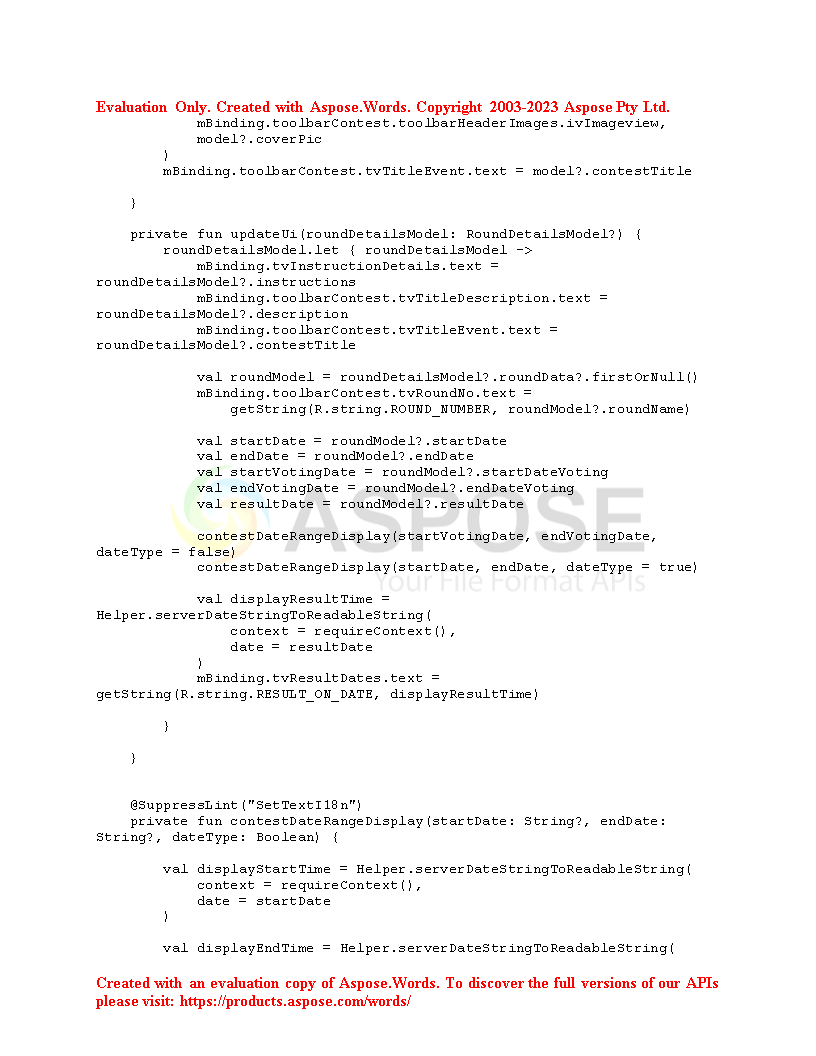 Evaluation Only. Created with Aspose.Words. Copyright 2003-2023 Aspose Pty Ltd.
            mBinding.toolbarContest.toolbarHeaderImages.ivImageview,
            model?.coverPic
        )
        mBinding.toolbarContest.tvTitleEvent.text = model?.contestTitle

    }

    private fun updateUi(roundDetailsModel: RoundDetailsModel?) {
        roundDetailsModel.let { roundDetailsModel ->
            mBinding.tvInstructionDetails.text =
roundDetailsModel?.instructions
            mBinding.toolbarContest.tvTitleDescription.text =
roundDetailsModel?.description
            mBinding.toolbarContest.tvTitleEvent.text =
roundDetailsModel?.contestTitle

            val roundModel = roundDetailsModel?.roundData?.firstOrNull()
            mBinding.toolbarContest.tvRoundNo.text =
                getString(R.string.ROUND_NUMBER, roundModel?.roundName)

            val startDate = roundModel?.startDate
            val endDate = roundModel?.endDate
            val startVotingDate = roundModel?.startDateVoting
            val endVotingDate = roundModel?.endDateVoting
            val resultDate = roundModel?.resultDate

            contestDateRangeDisplay(startVotingDate, endVotingDate,
dateType = false)
            contestDateRangeDisplay(startDate, endDate, dateType = true)

            val displayResultTime =
Helper.serverDateStringToReadableString(
                context = requireContext(),
                date = resultDate
            )
            mBinding.tvResultDates.text =
getString(R.string.RESULT_ON_DATE, displayResultTime)

        }

    }


    @SuppressLint("SetTextI18n")
    private fun contestDateRangeDisplay(startDate: String?, endDate:
String?, dateType: Boolean) {

        val displayStartTime = Helper.serverDateStringToReadableString(
            context = requireContext(),
            date = startDate
        )

        val displayEndTime = Helper.serverDateStringToReadableString(

ASPOSE
Your File Format APIs
Created with an evaluation copy of Aspose.Words. To discover the full versions of our APIs
please visit: https://products.aspose.com/words/